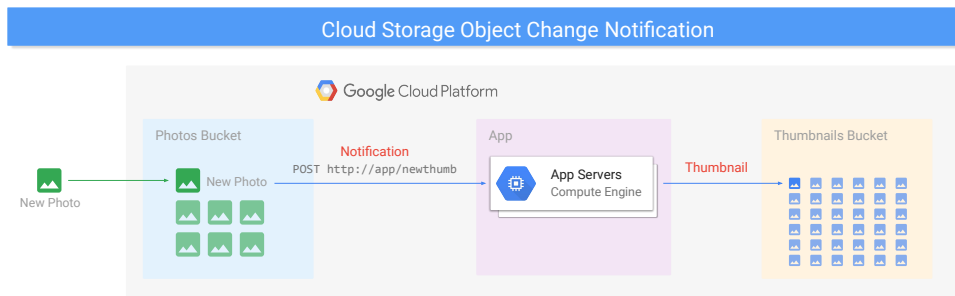 Cloud Storage Object Change Notification
Google Cloud Platform
Photos Bucket
App
Thumbnails Bucket
Notification
POST http://app/newthumb
New Photo
New Photo
App Servers
Compute Engine
Thumbnail